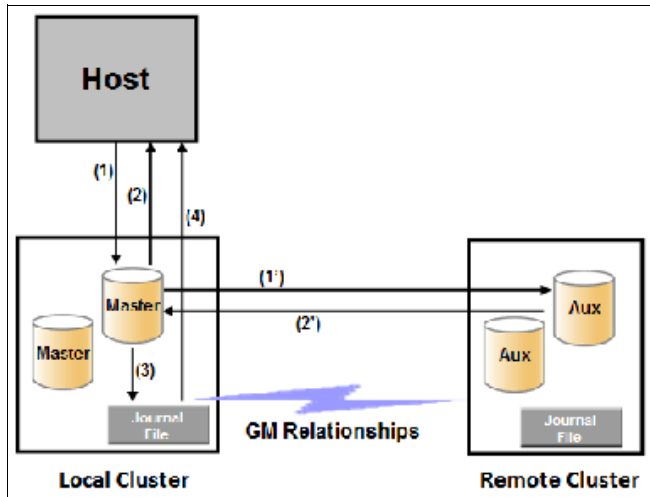 Host
(1)
(2)
(4)
Master
(1')
Aux
(2')
Master
Aux
(3)
Journal
File
GM Relationships
Journal
File
Local Cluster
Remote Cluster